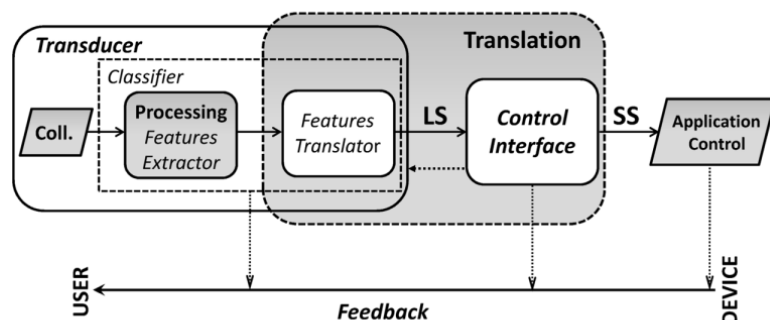 Transducer
Translation
Classifier
Coll.
Processing
Features
Extractor
Features
Translator
LS
Control
Interface
SS
Application
Control
USER
Feedback
DEVICE